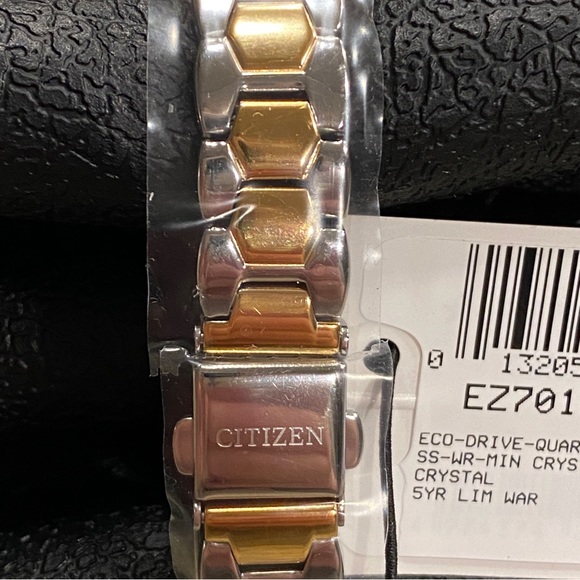 CITIZEN
0 13205
EZ701
ECO-DRIVE-QUAR
SS-WR-MIN CRYS
CRYSTAL
5YR LIM WAR